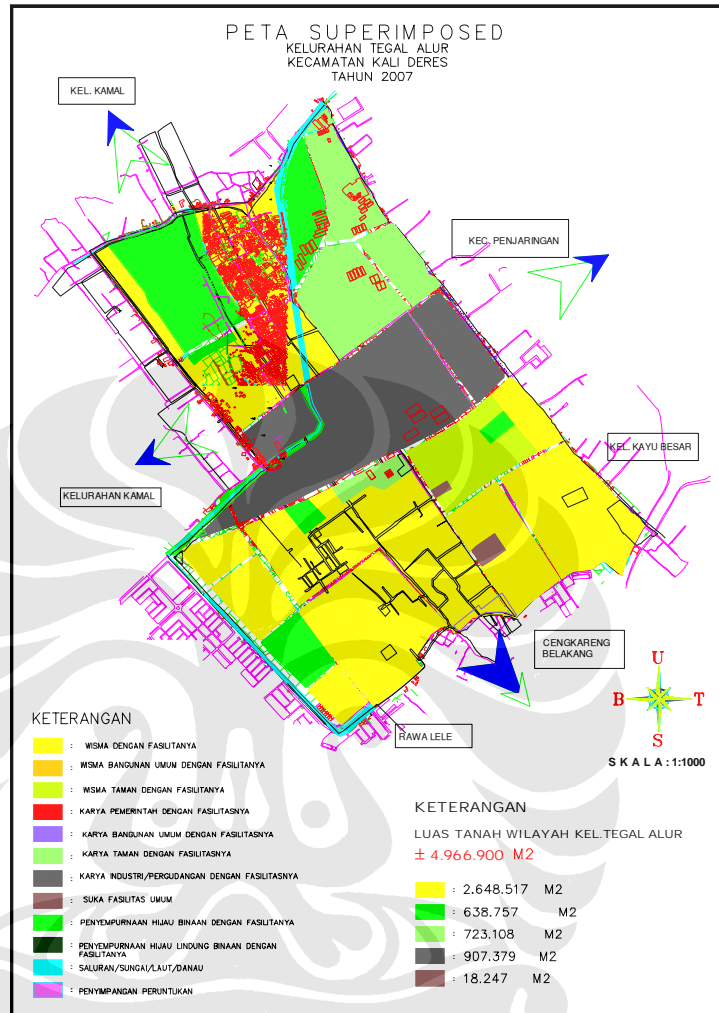 PETA SUPERIMPOSED
KELURAHAN TEGAL ALUR
KECAMATAN KALI DERES
TAHUN 2007
KEL. KAMAL
KEC. PENJARINGAN
KEL. KAYU BESAR
KELURAHAN KAMAL
CENGKARENG
BELAKANG
RAWA LELE
U
B
T
S
SKALA : 1:1000
KETERANGAN
: WISMA DENGAN FASILITANYA
: WISMA BANGUNAN UMUM DENGAN FASILITANYA
: WISMA TAMAN DENGAN FASILITANYA
: KARYA PEMERINTAH DENGAN FASILITASNYA
: KARYA BANGUNAN UMUM DENGAN FASILITASNYA
: KARYA TAMAN DENGAN FASILITASNYA
: KARYA INDUSTRI/PERGUDANGAN DENGAN FASILITASNYA
: SUKA FASILITAS UMUM
: PENYEMPURNAAN HIJAU BINAAN DENGAN FASILITANYA
: PENYEMPURNAAN HIJAU LINDUNG BINAAN DENGAN
FASILITANYA
: SALURAN/SUNGAI/LAUT/DANAU
: PENYIMPANGAN PERUNTUKAN
KETERANGAN
LUAS TANAH WILAYAH KEL.TEGAL ALUR
± 4.966.900 M2
: 2.648.517 M2
: 638.757 M2
: 723.108 M2
: 907.379 M2
: 18.247 M2